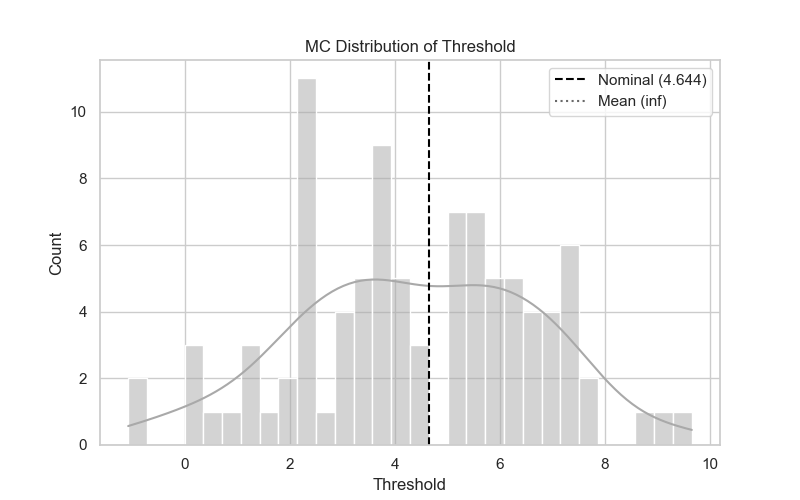 MC Distribution of Threshold
Nominal (4.644)
Mean (inf)
10
8
6
4
2
0
Count
0 2 4 6 8 10
Threshold